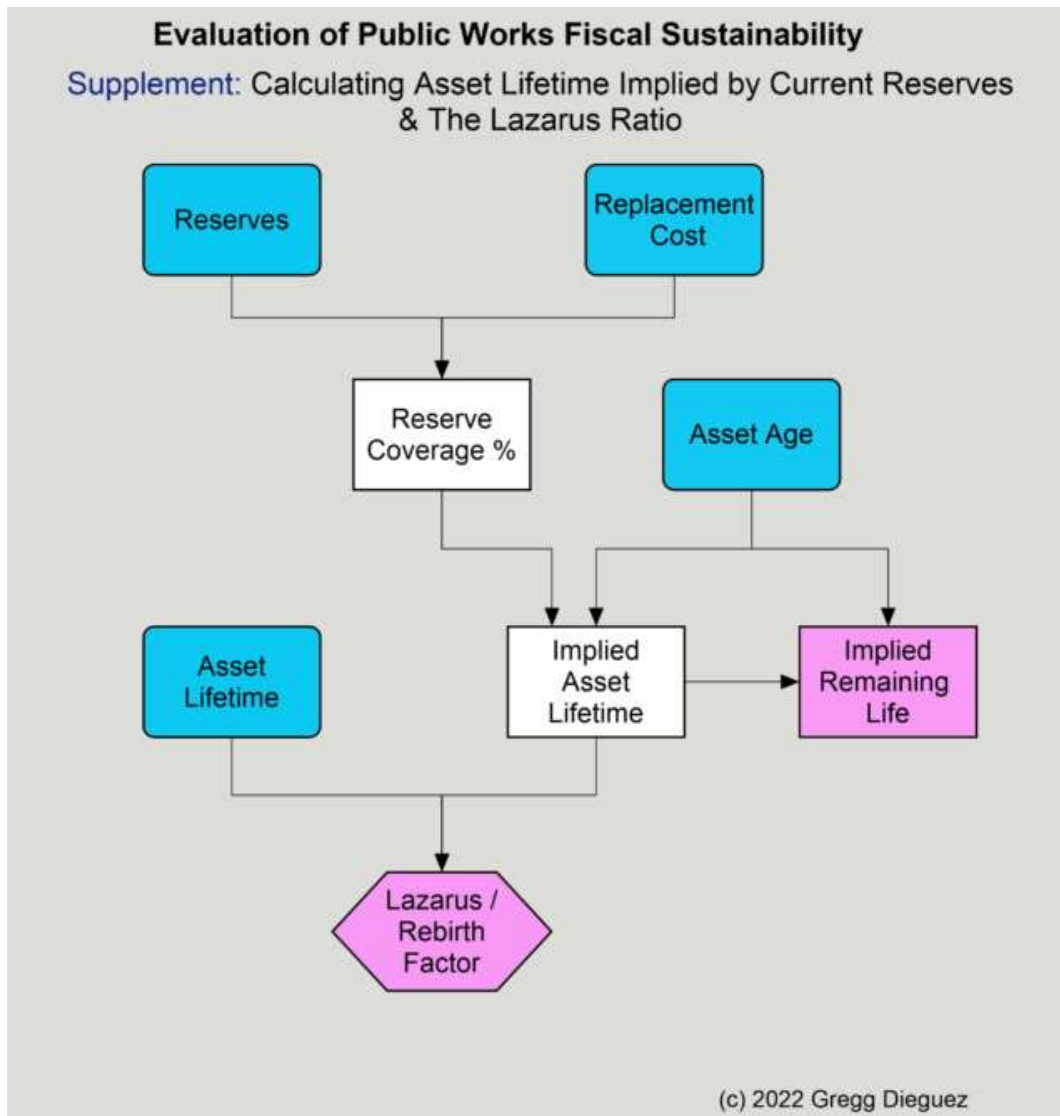 Evaluation of Public Works Fiscal Sustainability
Supplement: Calculating Asset Lifetime Implied by Current Reserves
& The Lazarus Ratio
Reserves
Replacement
Cost
Reserve
Coverage %
Asset Age
Asset
Lifetime
Implied
Asset
Lifetime
Implied
Remaining
Life
Lazarus /
Rebirth
Factor
(c) 2022 Gregg Dieguez